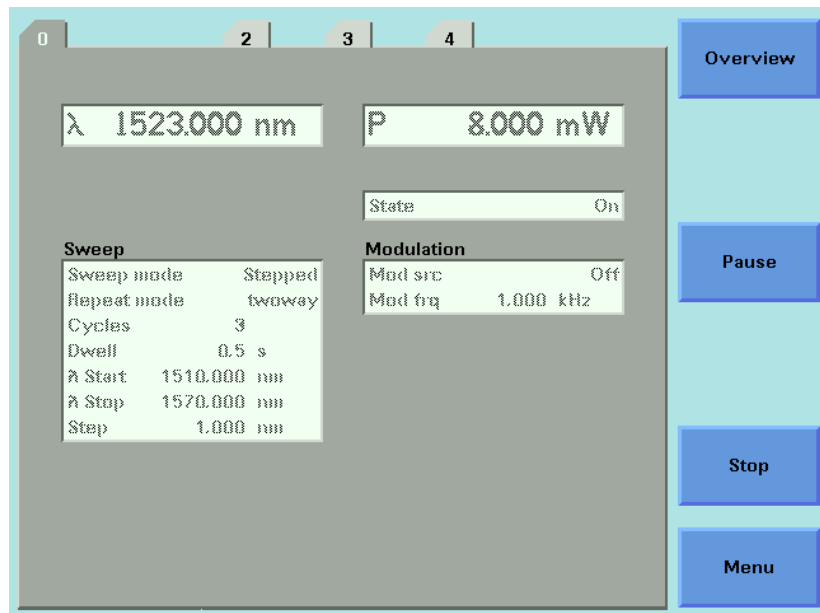 0 2 3 4
Overview
λ 1523.000 nm P 8.000 mW
State On
Sweep Modulation
Sweep mode Stepped Mod src Off
Pause
Repeat mode twoway Mod frq 1.000 kHz
Cycles 3
Dwell 0.5 s
λ Start 1510.000 nm
λ Stop 1570.000 nm
Step 1.000 nm
Stop
Menu